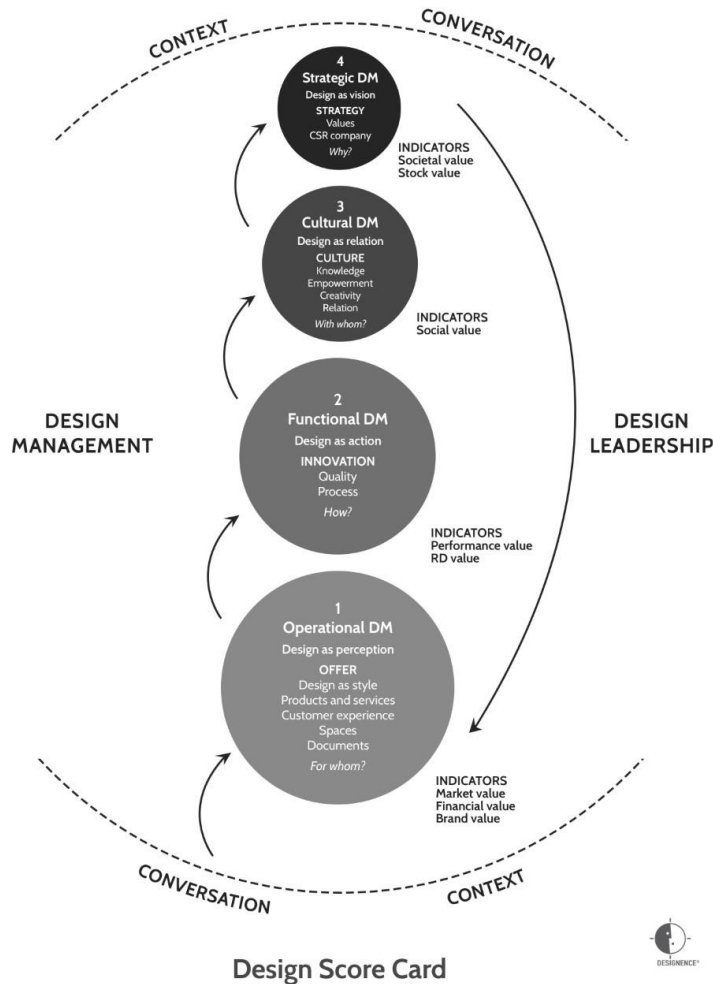 CONTEXT
CONVERSATION
4
Strategic DM
Design as vision
STRATEGY
Values
CSR company
Why?
INDICATORS
Societal value
Stock value
3
Cultural DM
Design as relation
CULTURE
Knowledge
Empowerment
Creativity
Relation
With whom?
INDICATORS
Social value
DESIGN
MANAGEMENT
2
Functional DM
Design as action
INNOVATION
Quality
Process
How?
DESIGN
LEADERSHIP
INDICATORS
Performance value
RD value
1
Operational DM
Design as perception
OFFER
Design as style
Products and services
Customer experience
Spaces
Documents
For whom?
INDICATORS
Market value
Financial value
Brand value
CONVERSATION
CONTEXT
DESIGNENCE®
Design Score Card